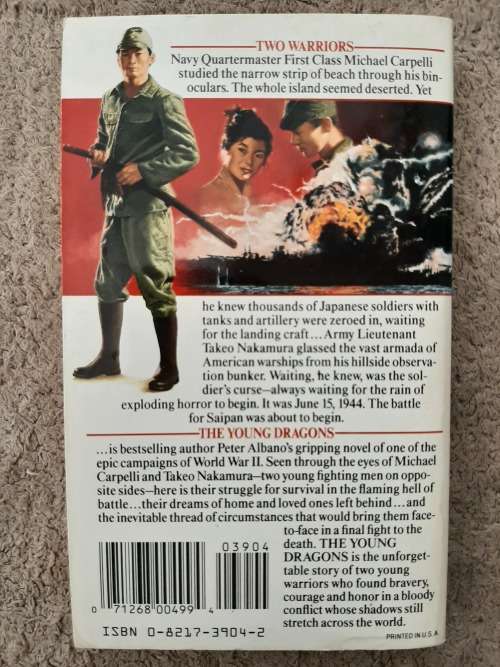 TWO WARRIORS
Navy Quartermaster First Class Michael Carpelli
studied the narrow strip of beach through his bin-
oculars. The whole island seemed deserted. Yet
he knew thousands of Japanese soldiers with
tanks and artillery were zeroed in, waiting
for the landing craft... Army Lieutenant
Takeo Nakamura glassed the vast armada of
American warships from his hillside observa-
tion bunker. Waiting, he knew, was the sol-
dier's curse—always waiting for the rain of
exploding horror to begin. It was June 15, 1944. The battle
for Saipan was about to begin.
THE YOUNG DRAGONS
...is bestselling author Peter Albano's gripping novel of one of the
epic campaigns of World War II. Seen through the eyes of Michael
Carpelli and Takeo Nakamura—two young fighting men on oppo-
site sides—here is their struggle for survival in the flaming hell of
battle...their dreams of home and loved ones left behind...and
the inevitable thread of circumstances that would bring them face-
to-face in a final fight to the
death. THE YOUNG
DRAGONS is the unforget-
table story of two young
warriors who found bravery,
courage and honor in a bloody
conflict whose shadows still
stretch across the world.
03904
0 71268 00499 4
ISBN 0-8217-3904-2
PRINTED IN U.S.A.